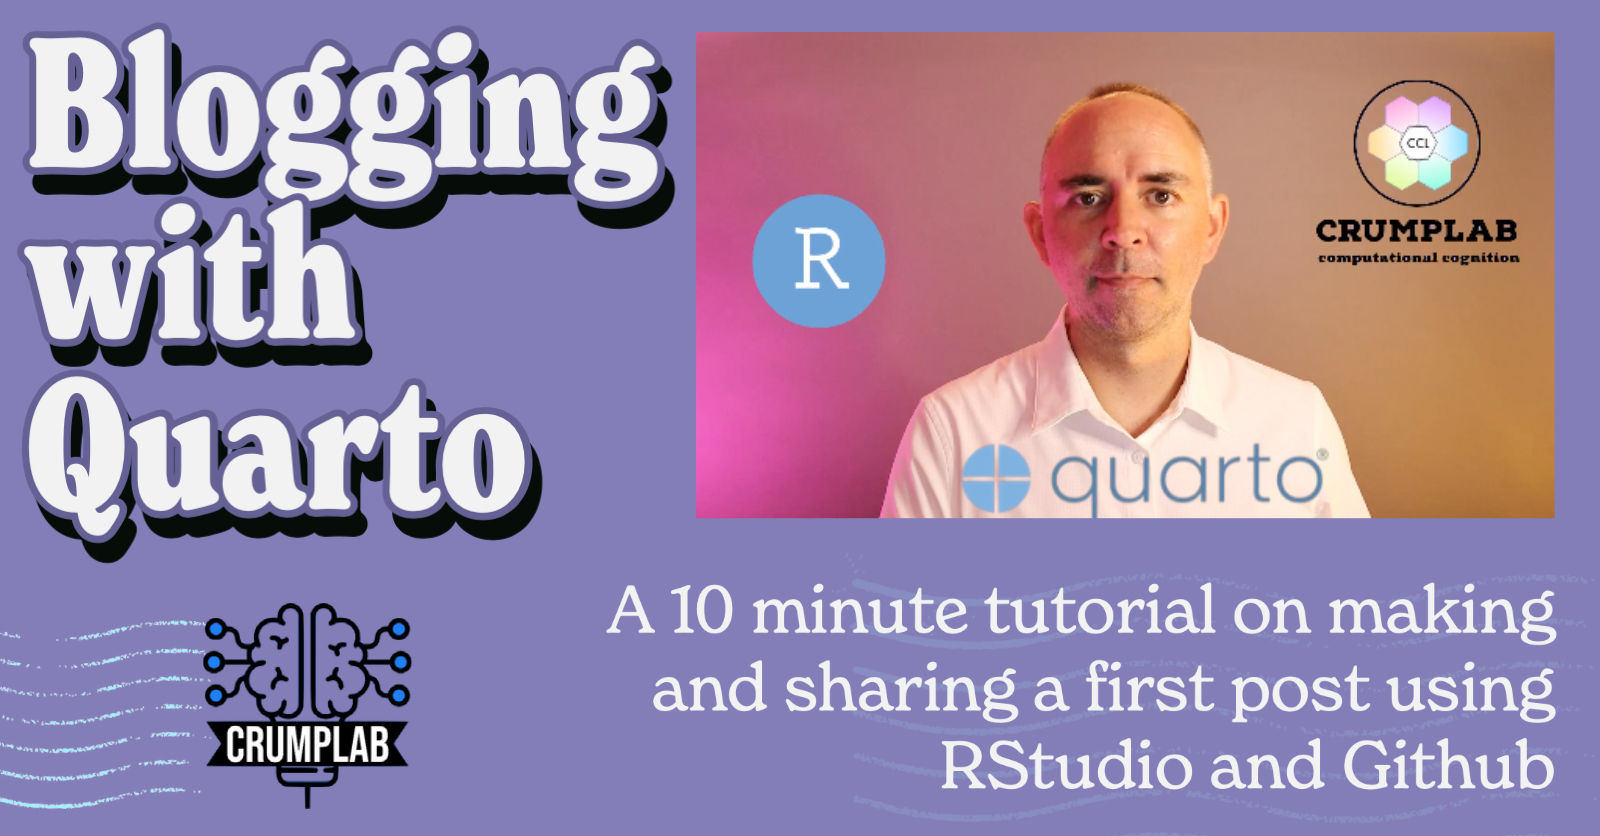 Blogging
with
Quarto
R
CCL
CRUMPLAB
computational cognition
quarto®
A 10 minute tutorial on making
and sharing a first post using
RStudio and Github
CRUMPLAB